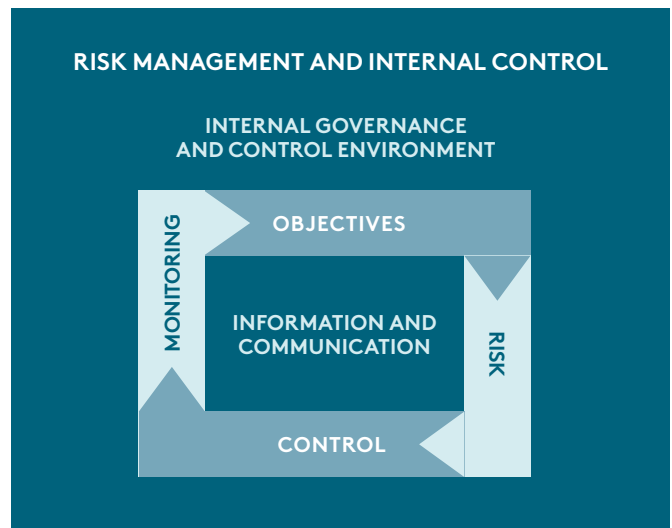 RISK MANAGEMENT AND INTERNAL CONTROL
INTERNAL GOVERNANCE
AND CONTROL ENVIRONMENT
OBJECTIVES
MONITORING
INFORMATION AND
COMMUNICATION
RISK
CONTROL